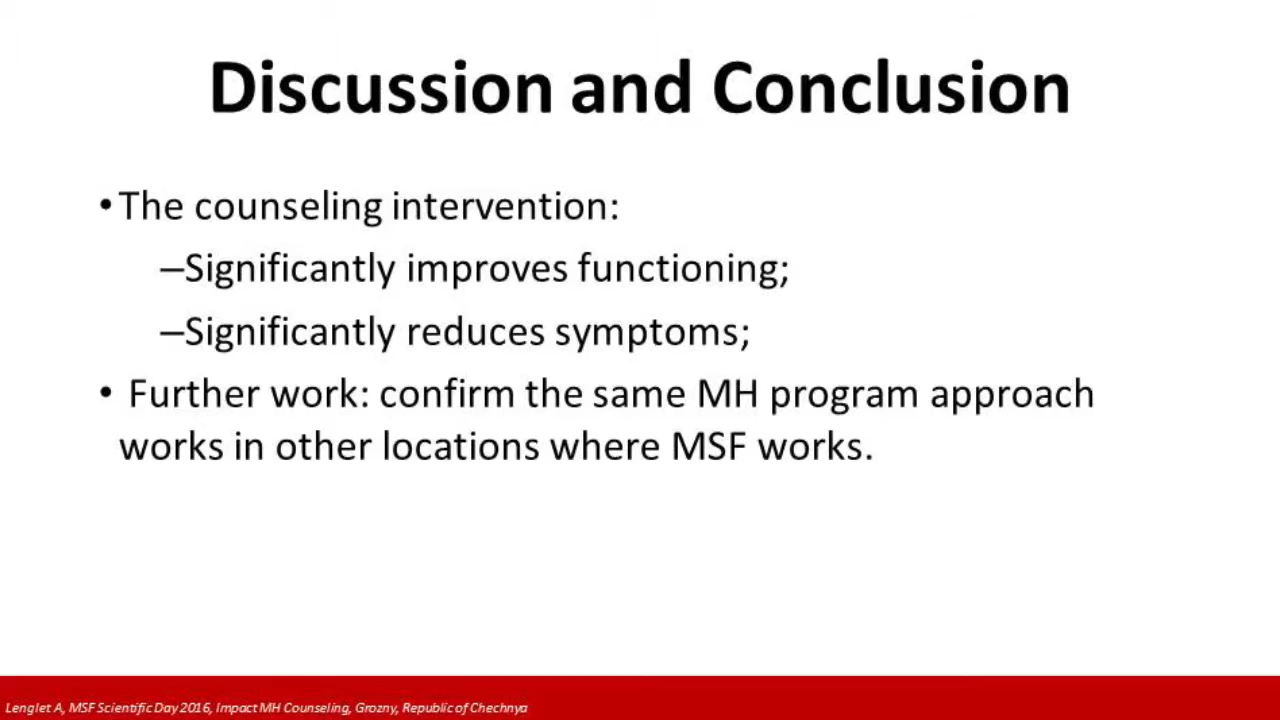 Discussion and Conclusion
•The counseling intervention:
–Significantly improves functioning;
–Significantly reduces symptoms;
• Further work: confirm the same MH program approach
works in other locations where MSF works.
Lenglet A, MSF Scientific Day 2016, Impact MH Counseling, Grozny, Republic of Chechnya